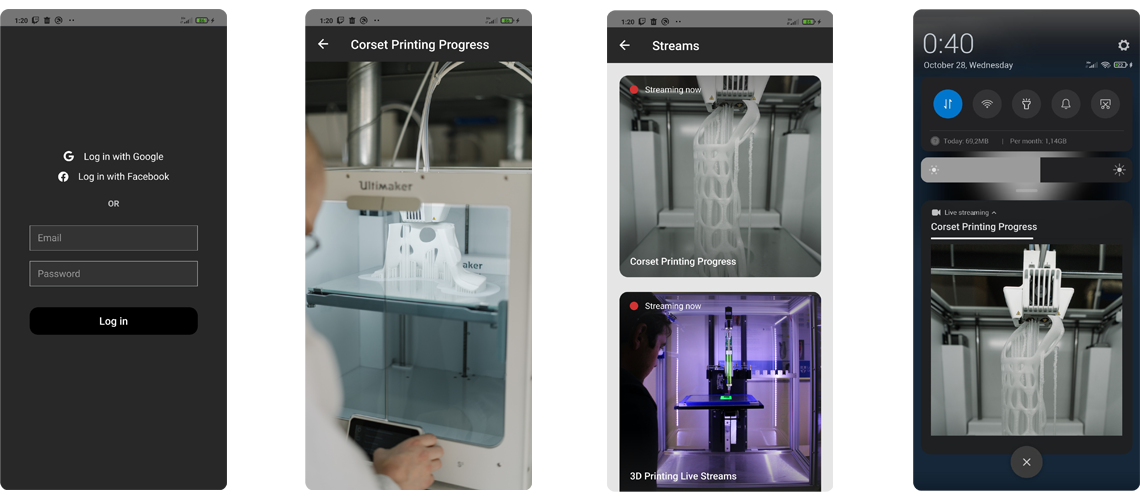 1:20
Log in with Google
Log in with Facebook
OR
Email
Password
Log in
1:20
Corset Printing Progress
Ultimaker
aker
1:20
Streams
Streaming now
Corset Printing Progress
Streaming now
3D Printing Live Streams
0:40
October 28, Wednesday
Today: 69,2MB | Per month: 1,14GB
Live streaming
Corset Printing Progress